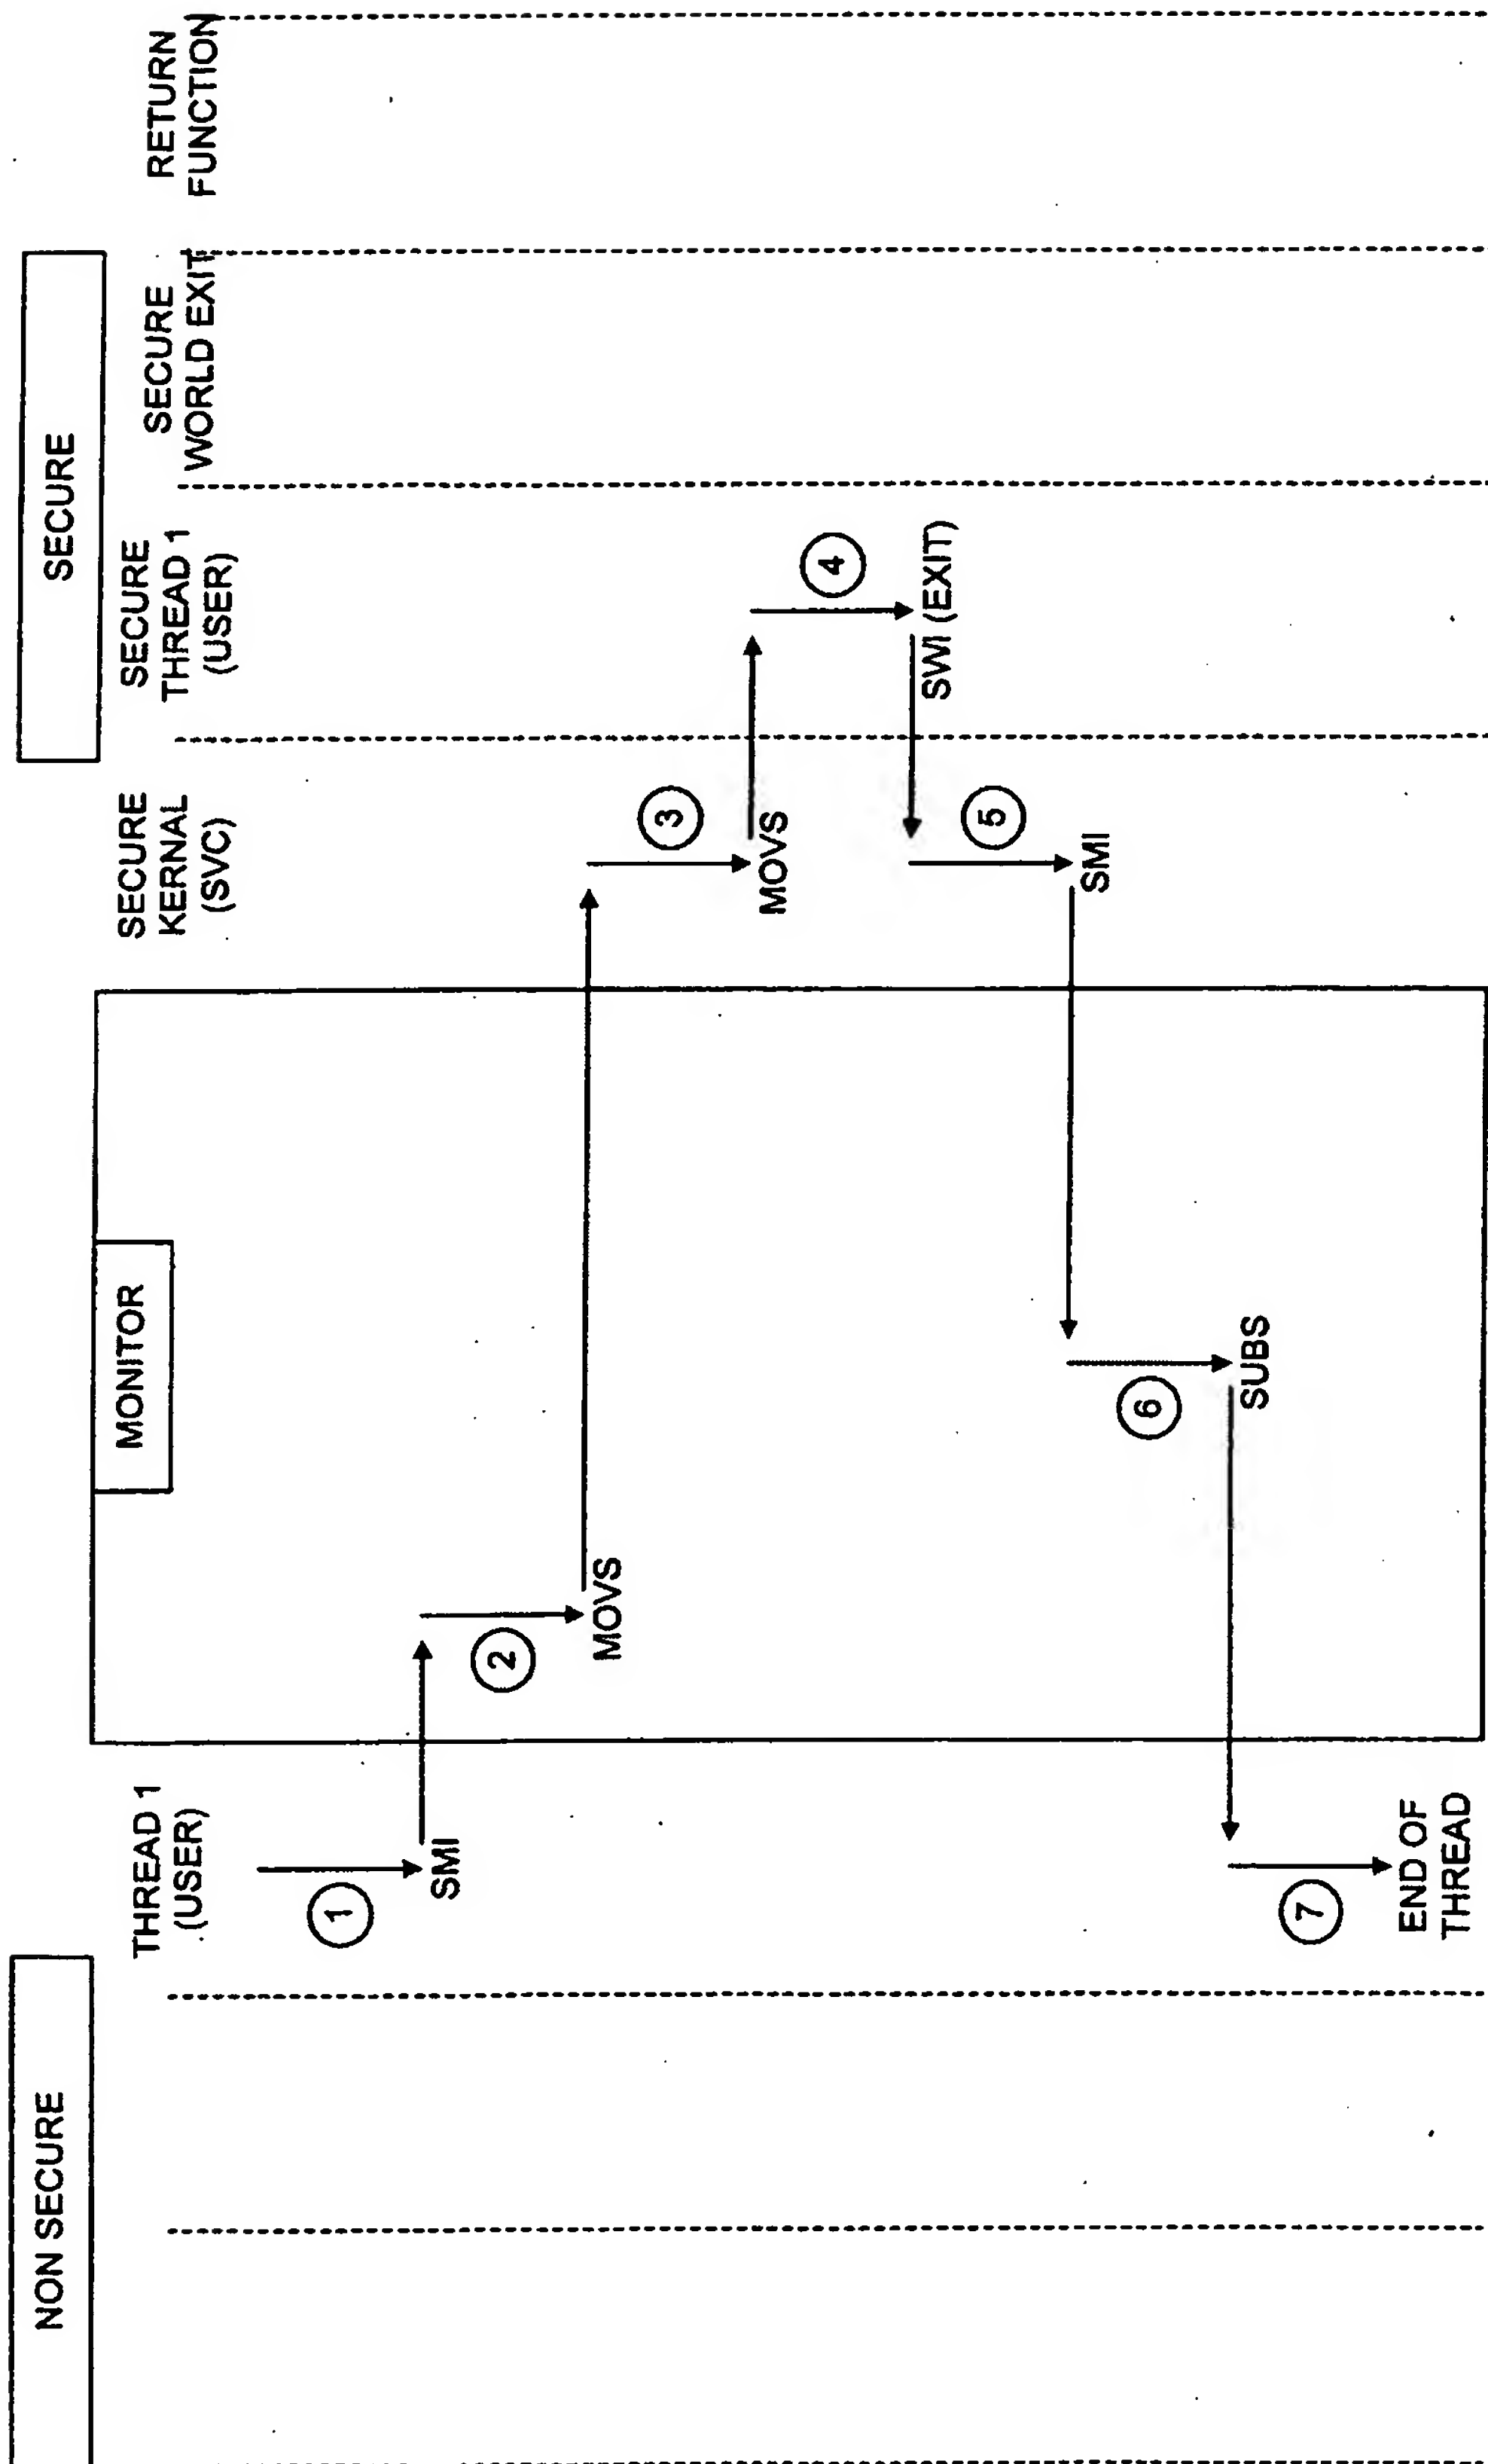 NON SECURE
MONITOR
SECURE
THREAD 1
(USER)
SECURE
KERNAL
(SVC)
SECURE
THREAD 1
(USER)
SECURE
WORLD EXIT
RETURN
FUNCTION
1
SMI
2
MOVS
3
MOVS
4
SWI (EXIT)
5
SMI
6
SUBS
7
END OF
THREAD